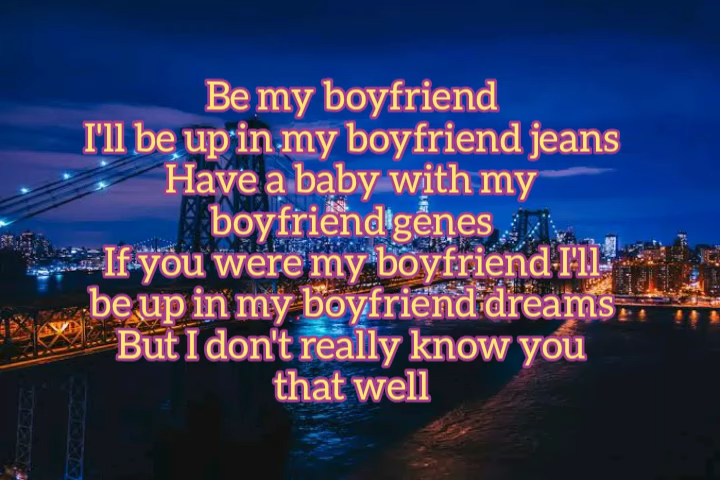 Be my boyfriend
I'll be up in my boyfriend jeans
Have a baby with my
boyfriend genes
If you were my boyfriend I'll
be up in my boyfriend dreams
But I don't really know you
that well